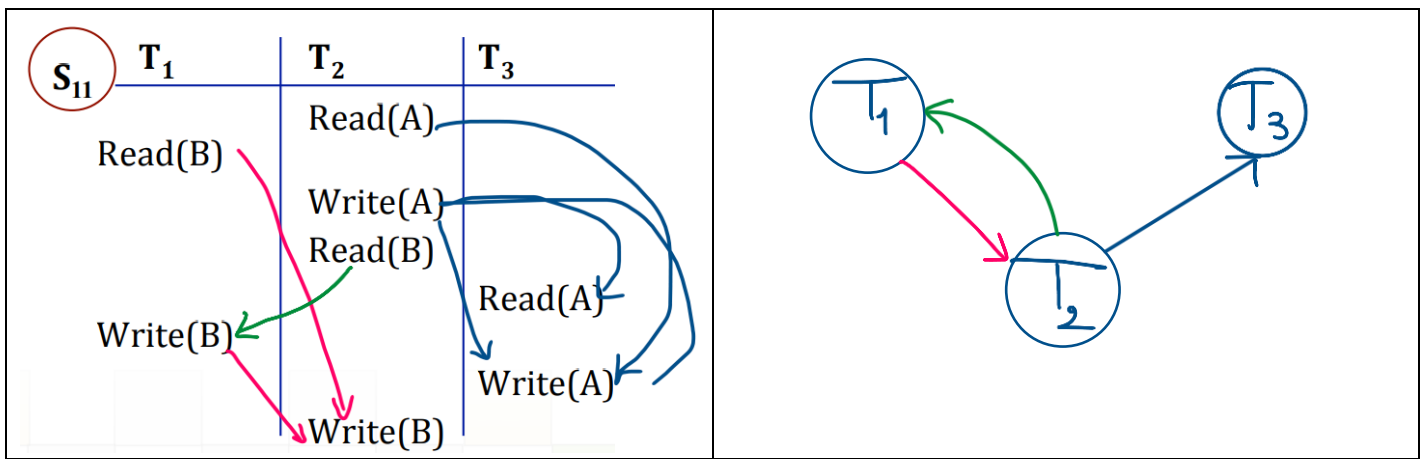 S11 T1 T2 T3
Read(A)
Read(B)
Write(A)
Read(B)
Read(A)
Write(B)
Write(A)
Write(B)
T1
T3
T2